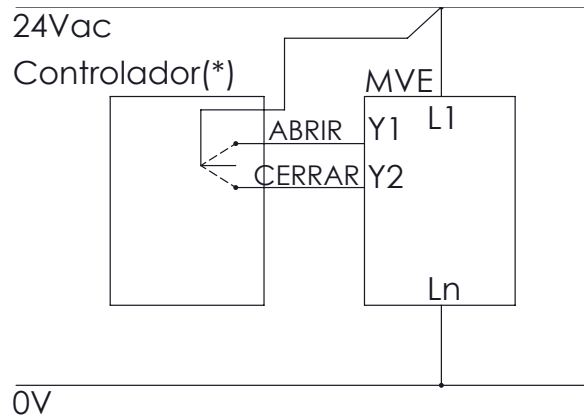 24Vac
Controlador(*)
MVE
L1
ABRIR
Y1
CERRAR
Y2
Ln
0V